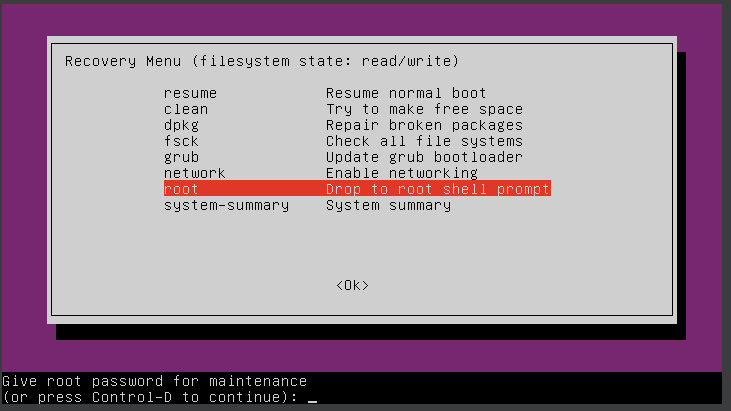 Recovery Menu (filesystem state: read/write)
resume Resume normal boot
clean Try to make free space
dpkg Repair broken packages
fsck Check all file systems
grub Update grub bootloader
network Enable networking
root Drop to root shell prompt
system-summary System summary
<Ok>
Give root password for maintenance
(or press Control-D to continue): _